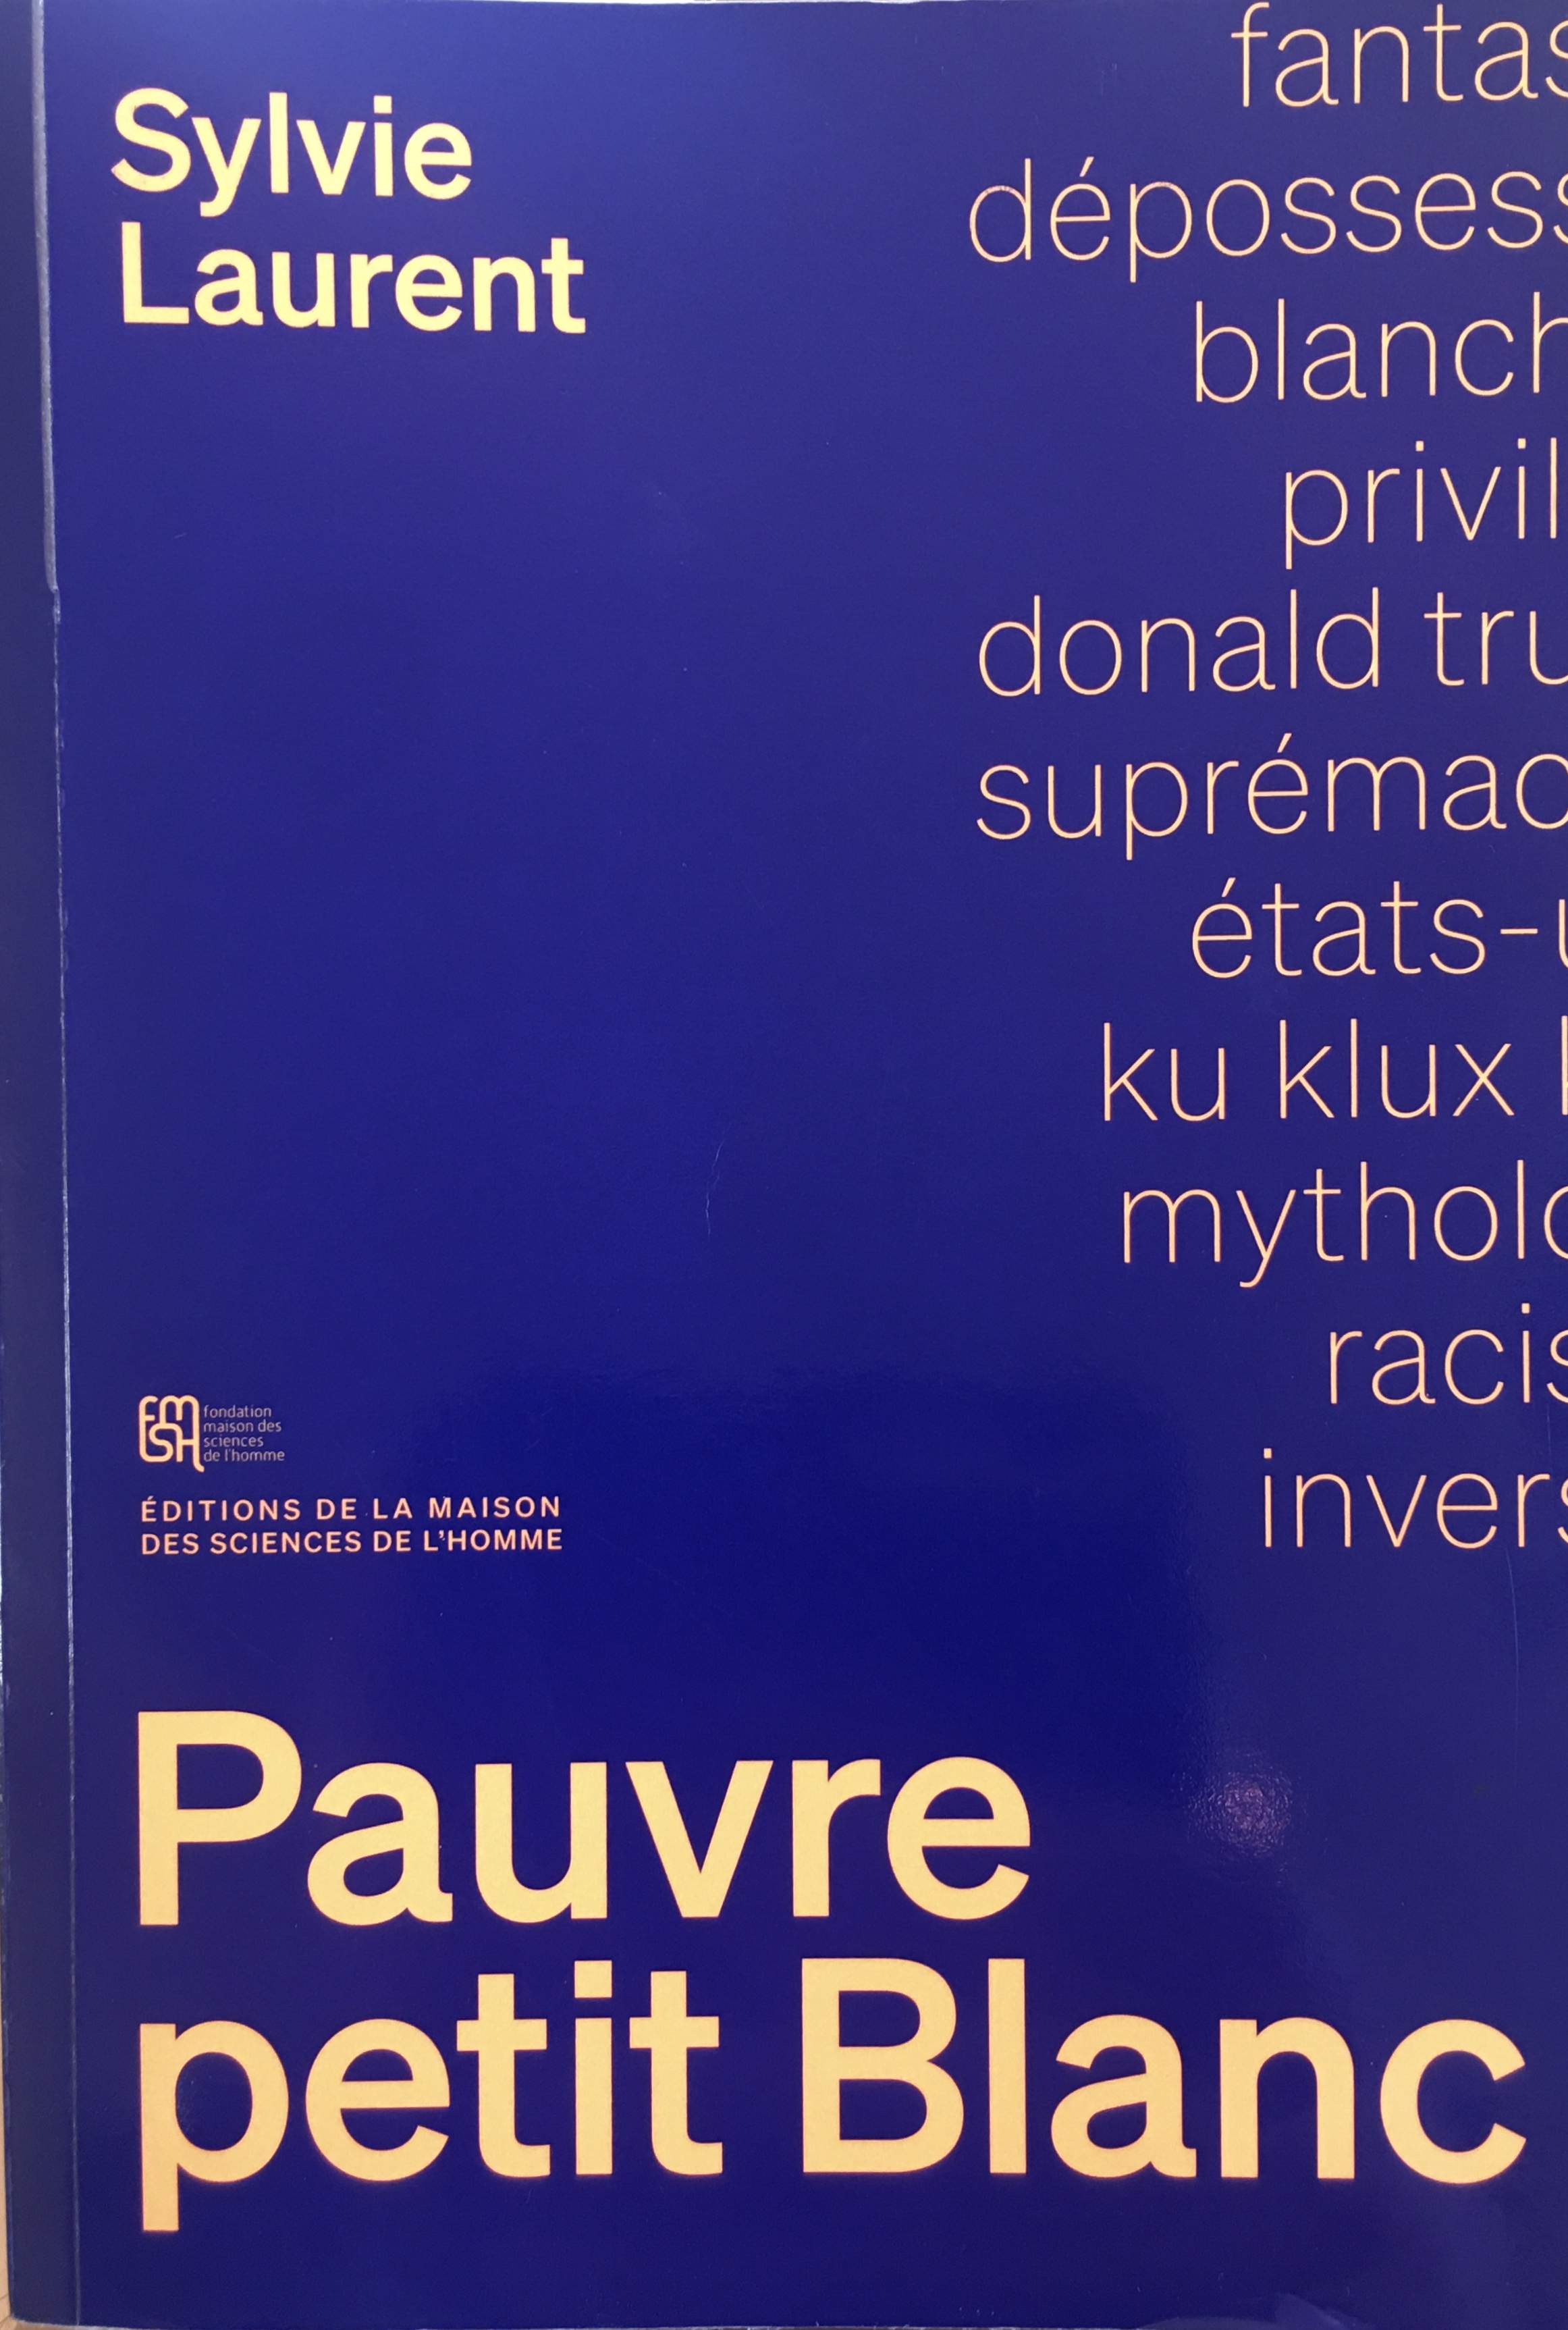 Sylvie
Laurent
fantas
dépossess
blanch
privil
donald tru
suprémac
états-u
ku klux k
mytholo
racis
invers
fmsh
fondation
maison des
sciences
de l'homme
ÉDITIONS DE LA MAISON
DES SCIENCES DE L'HOMME
Pauvre
petit Blanc